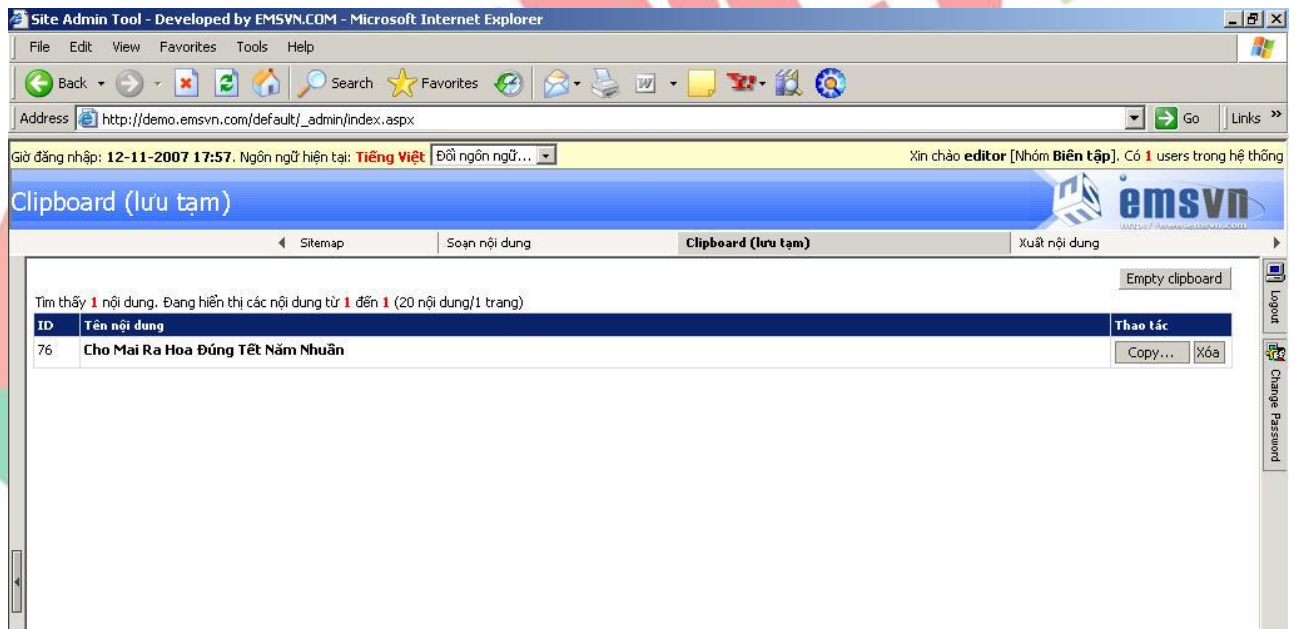 Site Admin Tool - Developed by EMSVN.COM - Microsoft Internet Explorer
File Edit View Favorites Tools Help
Back Search Favorites
Address http://demo.emsvn.com/default/_admin/index.aspx Go Links »
Giờ đăng nhập: 12-11-2007 17:57. Ngôn ngữ hiện tại: Tiếng Việt Đổi ngôn ngữ... Xin chào editor [Nhóm Biên tập]. Có 1 users trong hệ thống
Clipboard (lưu tạm) emsvn
Sitemap Soạn nội dung Clipboard (lưu tạm) Xuất nội dung
Empty clipboard
Tìm thấy 1 nội dung. Đang hiển thị các nội dung từ 1 đến 1 (20 nội dung/1 trang)
ID Tên nội dung Thao tác
76 Cho Mai Ra Hoa Đúng Tết Năm Nhuần Copy... Xóa
Logout
Change Password